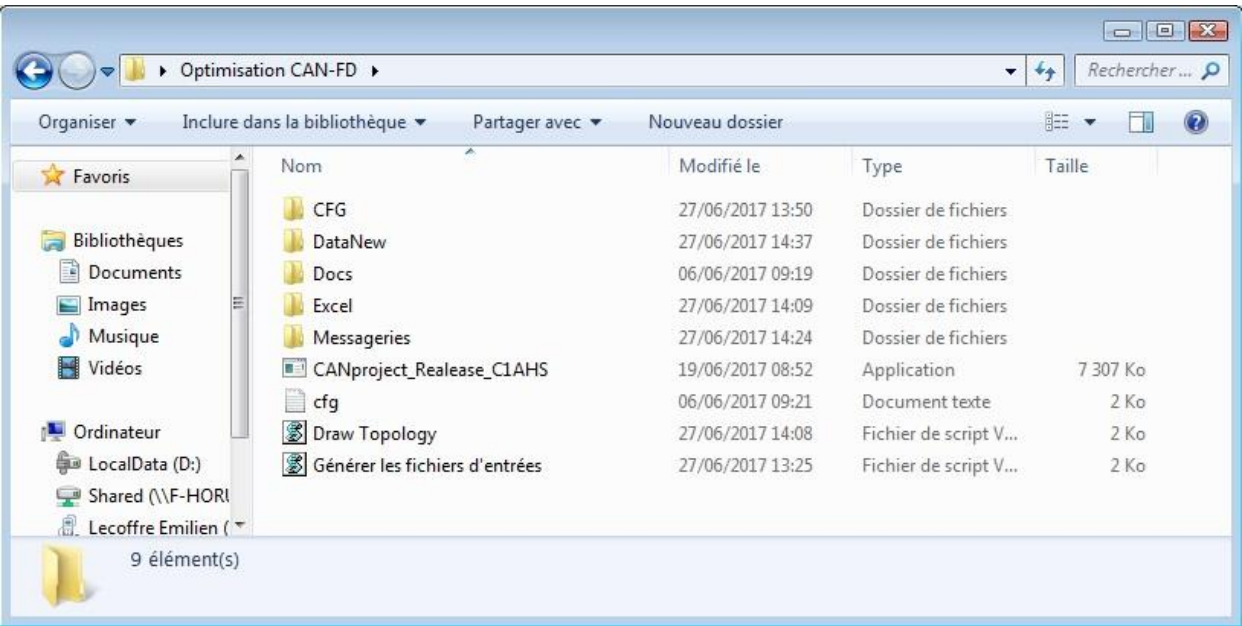 Optimisation CAN-FD
Rechercher ...
Organiser Inclure dans la bibliothèque Partager avec Nouveau dossier
Favoris
Bibliothèques
Documents
Images
Musique
Vidéos
Ordinateur
LocalData (D:)
Shared (\\F-HORU
Lecoffre Emilien (
Nom Modifié le Type Taille
CFG 27/06/2017 13:50 Dossier de fichiers
DataNew 27/06/2017 14:37 Dossier de fichiers
Docs 06/06/2017 09:19 Dossier de fichiers
Excel 27/06/2017 14:09 Dossier de fichiers
Messageries 27/06/2017 14:24 Dossier de fichiers
CANproject_Realease_C1AHS 19/06/2017 08:52 Application 7 307 Ko
cfg 06/06/2017 09:21 Document texte 2 Ko
Draw Topology 27/06/2017 14:08 Fichier de script V... 2 Ko
Générer les fichiers d'entrées 27/06/2017 13:25 Fichier de script V... 2 Ko
9 élément(s)